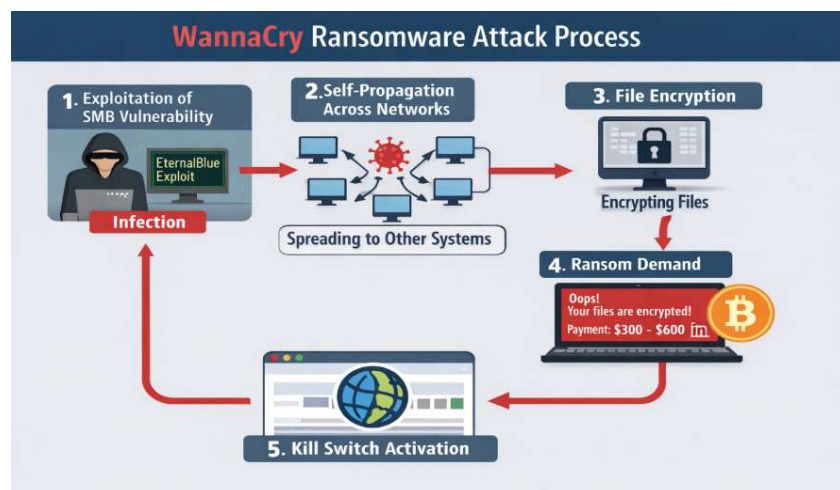 WannaCry Ransomware Attack Process
1. Exploitation of
SMB Vulnerability
EternalBlue
Exploit
Infection
2.Self-Propagation
Across Networks
Spreading to Other Systems
3. File Encryption
Encrypting Files
4. Ransom Demand
Oops!
Your files are encrypted!
Payment: $300 - $600
5. Kill Switch Activation